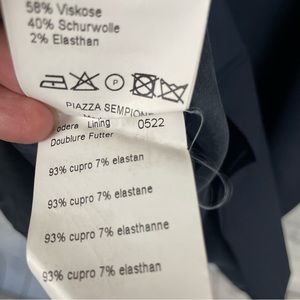 58% Viskose
40% Schurwolle
2% Elasthan
P
PIAZZA SEMPIONE
odera Lining 0522
Doublure Futter
93% cupro 7% elastan
93% cupro 7% elastane
93% cupro 7% elasthanne
93% cupro 7% elasthan